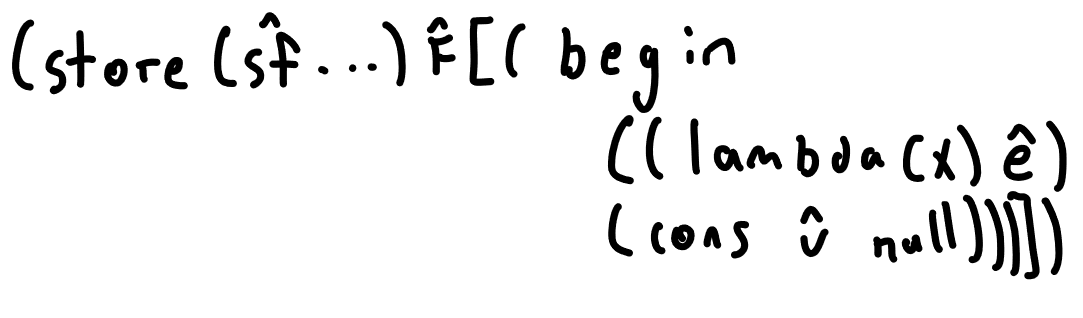 (store (sf̂...) F̂[( begin
((lambda(x) ê)
(cons v̂ null)))]])